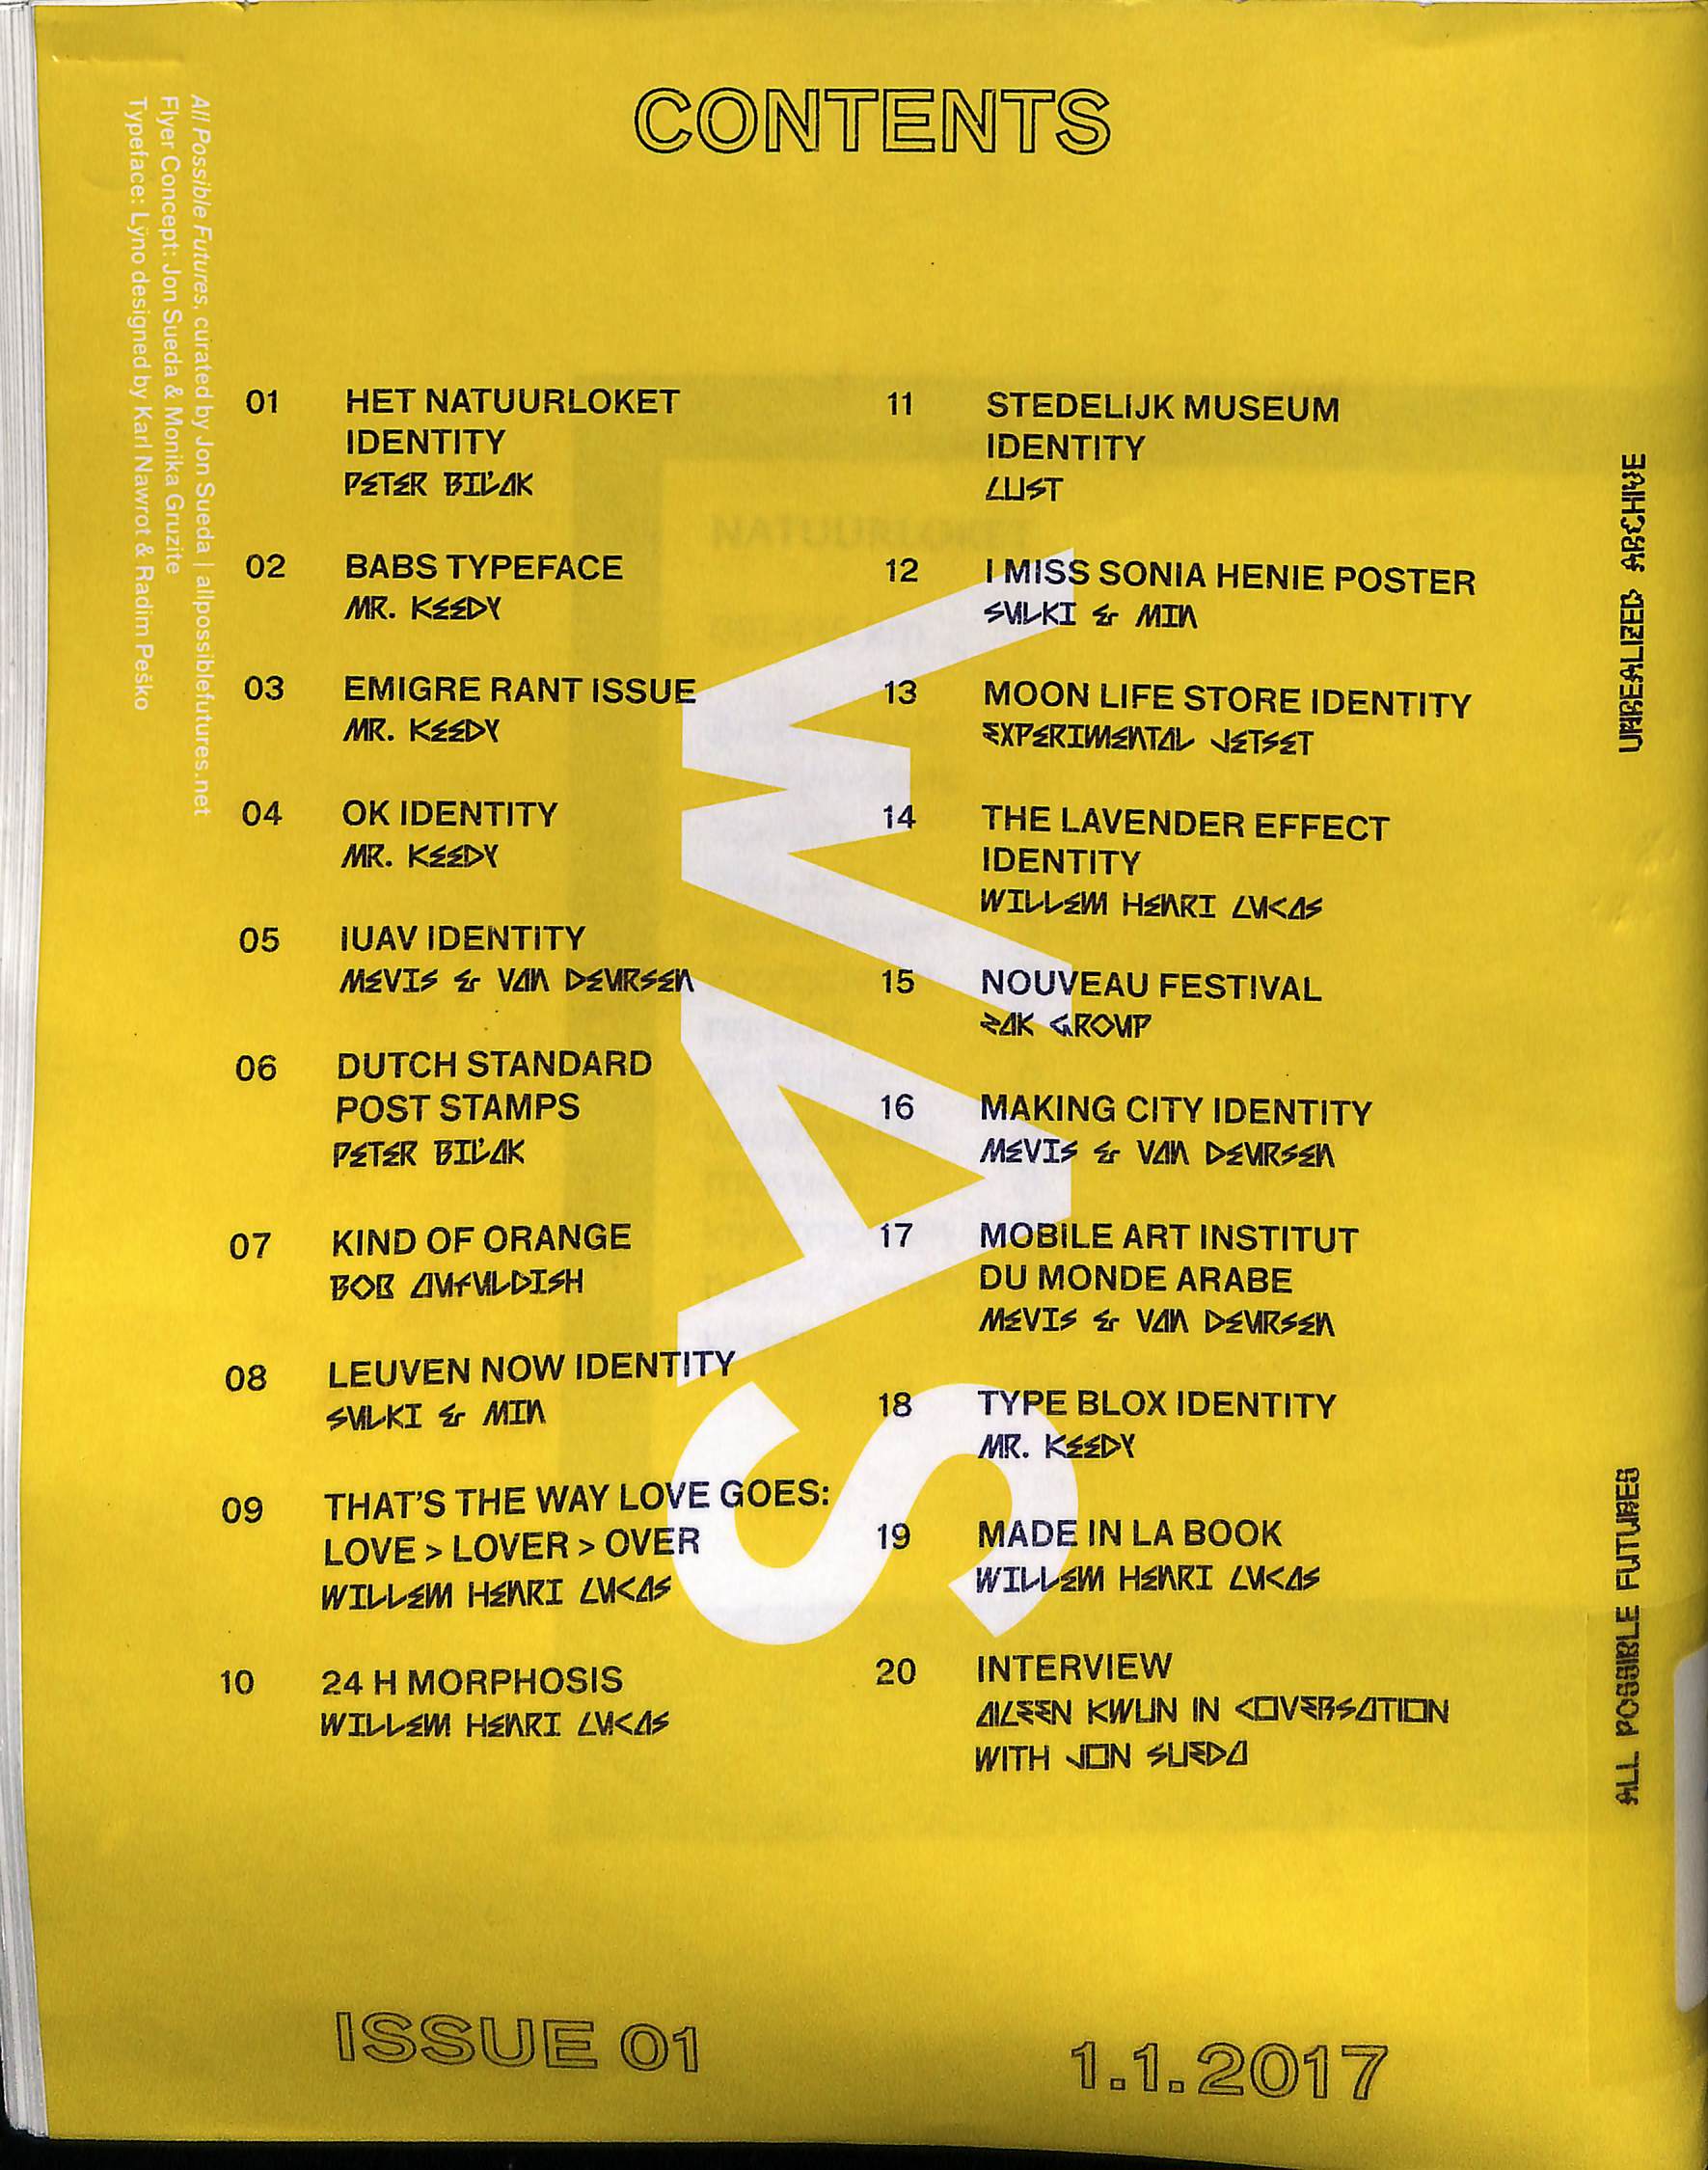 CONTENTS
All Possible Futures, curated by Jon Sueda | allpossiblefutures.net
Flyer Concept: Jon Sueda & Monika Gruzite
Typeface: Lÿno designed by Karl Nawrot & Radim Peško
01 HET NATUURLOKET
IDENTITY
PETER BIĽAK
02 BABS TYPEFACE
MR. KEEDY
03 EMIGRE RANT ISSUE
MR. KEEDY
04 OK IDENTITY
MR. KEEDY
05 IUAV IDENTITY
MEVIS & VAN DEURSEN
06 DUTCH STANDARD
POST STAMPS
PETER BIĽAK
07 KIND OF ORANGE
BOB AUFULDISH
08 LEUVEN NOW IDENTITY
SULKI & MIN
09 THAT'S THE WAY LOVE GOES:
LOVE > LOVER > OVER
WILLEM HENRI LUCAS
10 24 H MORPHOSIS
WILLEM HENRI LUCAS
11 STEDELIJK MUSEUM
IDENTITY
LUST
12 I MISS SONIA HENIE POSTER
SULKI & MIN
13 MOON LIFE STORE IDENTITY
EXPERIMENTAL JETSET
14 THE LAVENDER EFFECT
IDENTITY
WILLEM HENRI LUCAS
15 NOUVEAU FESTIVAL
ZAK GROUP
16 MAKING CITY IDENTITY
MEVIS & VAN DEURSEN
17 MOBILE ART INSTITUT
DU MONDE ARABE
MEVIS & VAN DEURSEN
18 TYPE BLOX IDENTITY
MR. KEEDY
19 MADE IN LA BOOK
WILLEM HENRI LUCAS
20 INTERVIEW
AILEEN KWUN IN COVERSATION
WITH JON SUEDA
WAS
UNREALIZED ARCHIVE
ALL POSSIBLE FUTURES
NATUURLOKET
ISSUE 01
1.1.2017